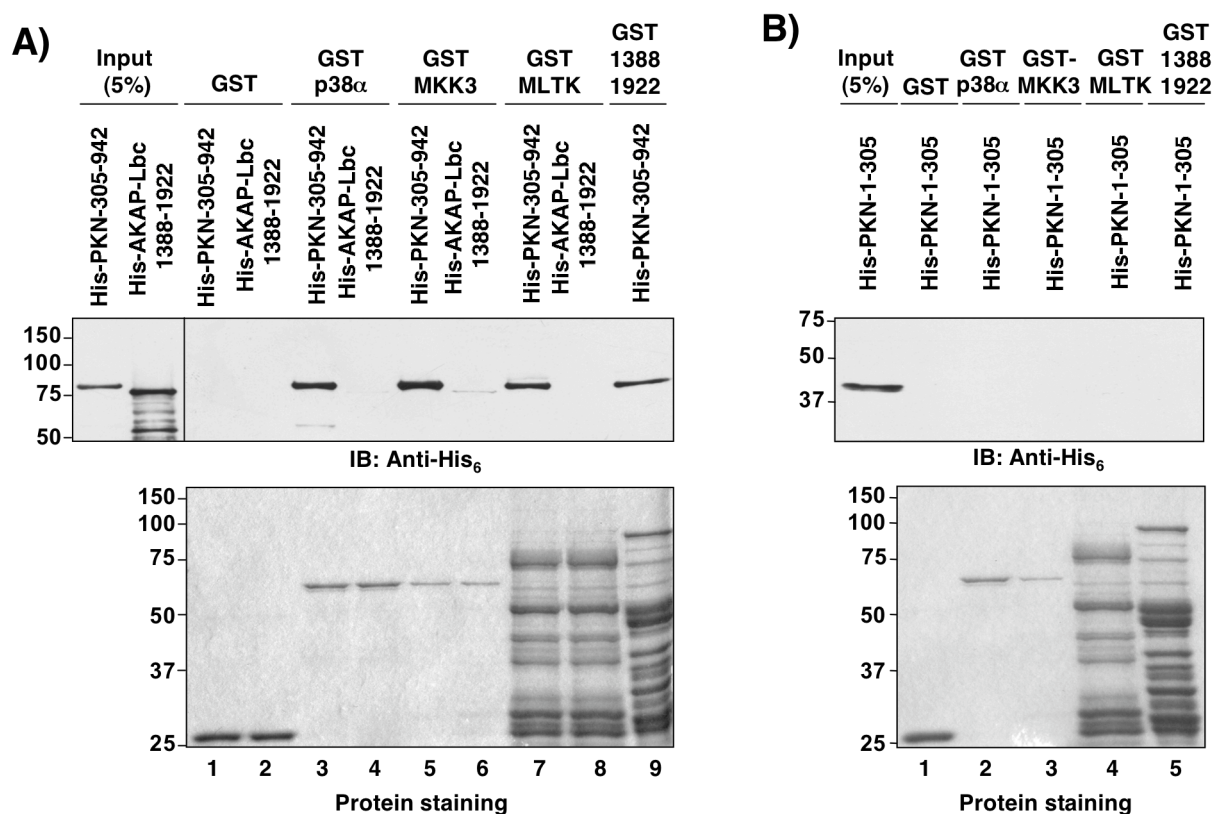 A)
Input
(5%)
GST
GST
p38α
GST
MKK3
GST
MLTK
GST
1388
1922
His-PKN-305-942
His-AKAP-Lbc
1388-1922
His-PKN-305-942
His-AKAP-Lbc
1388-1922
His-PKN-305-942
His-AKAP-Lbc
1388-1922
His-PKN-305-942
His-AKAP-Lbc
1388-1922
His-PKN-305-942
His-AKAP-Lbc
1388-1922
His-PKN-305-942
150
100
75
50
IB: Anti-His6
150
100
75
50
37
25
1 2 3 4 5 6 7 8 9
Protein staining
B)
Input
(5%)
GST
GST
p38α
GST-
MKK3
GST
MLTK
GST
1388
1922
His-PKN-1-305
His-PKN-1-305
His-PKN-1-305
His-PKN-1-305
His-PKN-1-305
His-PKN-1-305
75
50
37
IB: Anti-His6
150
100
75
50
37
25
1 2 3 4 5
Protein staining